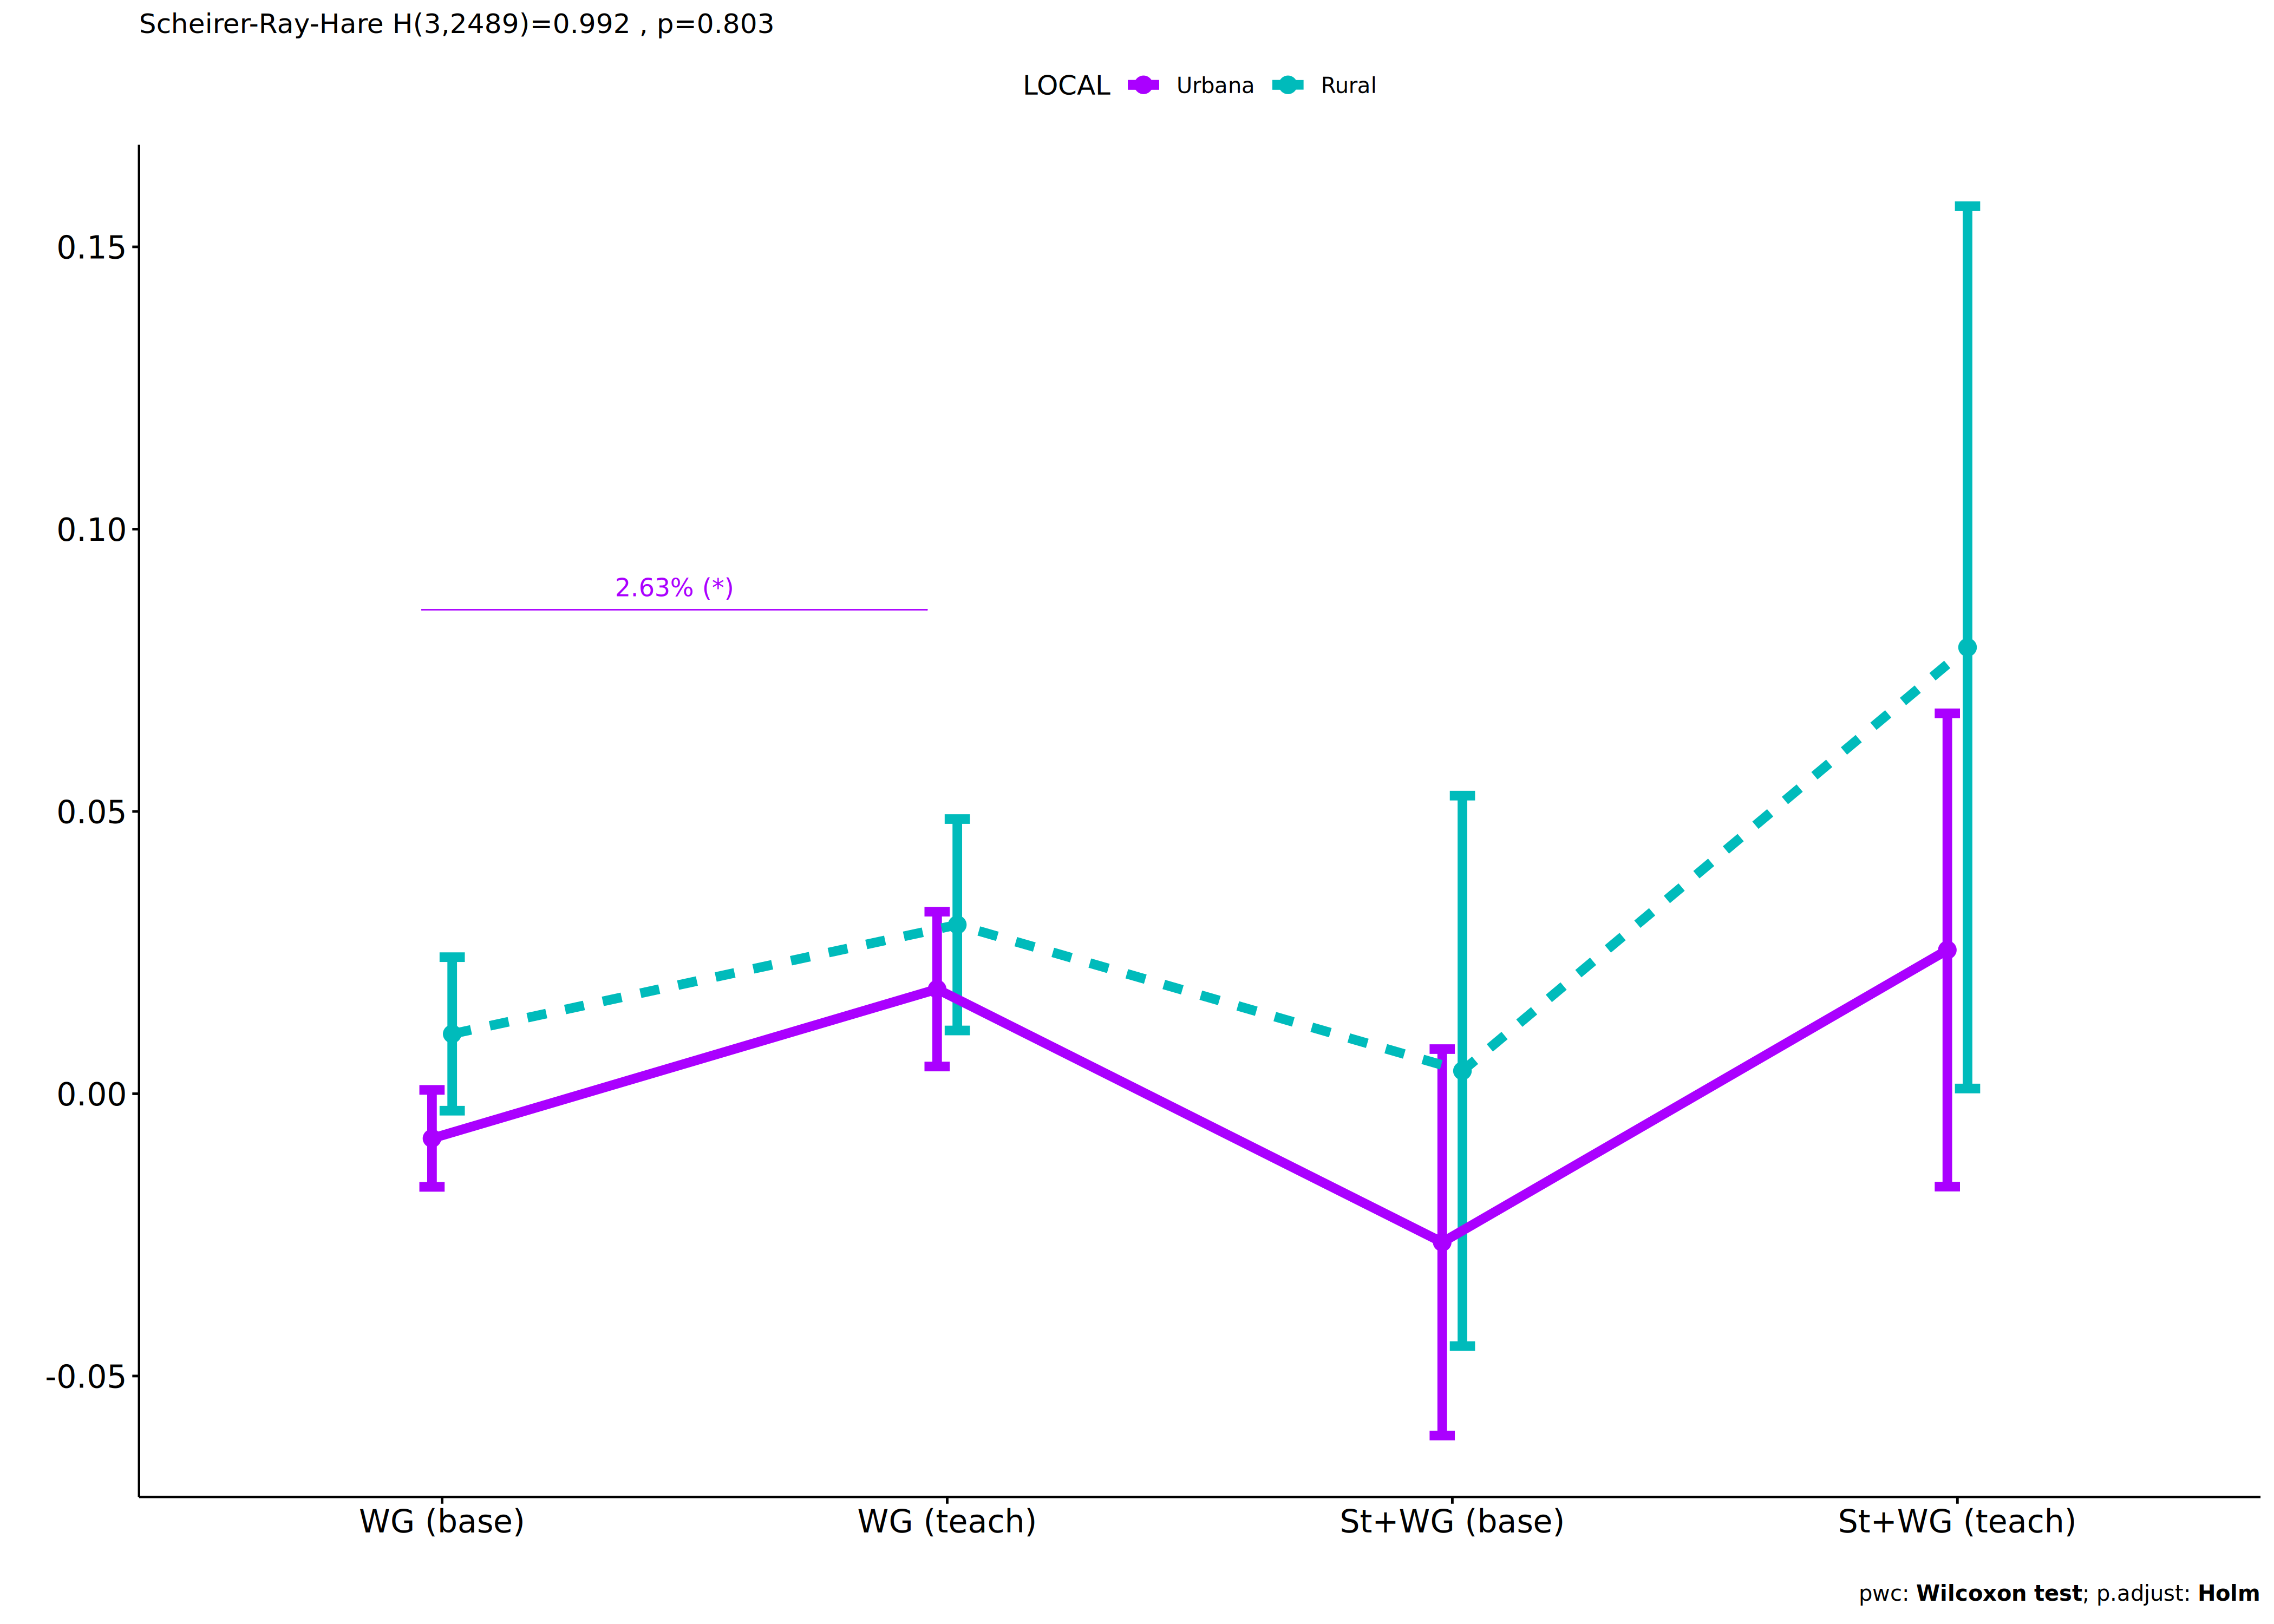 Scheirer-Ray-Hare H(3,2489)=0.992 , p=0.803
LOCAL Urbana Rural
0.15
0.10
2.63% (*)
0.05
0.00
-0.05
WG (base) WG (teach) St+WG (base) St+WG (teach)
pwc: Wilcoxon test; p.adjust: Holm